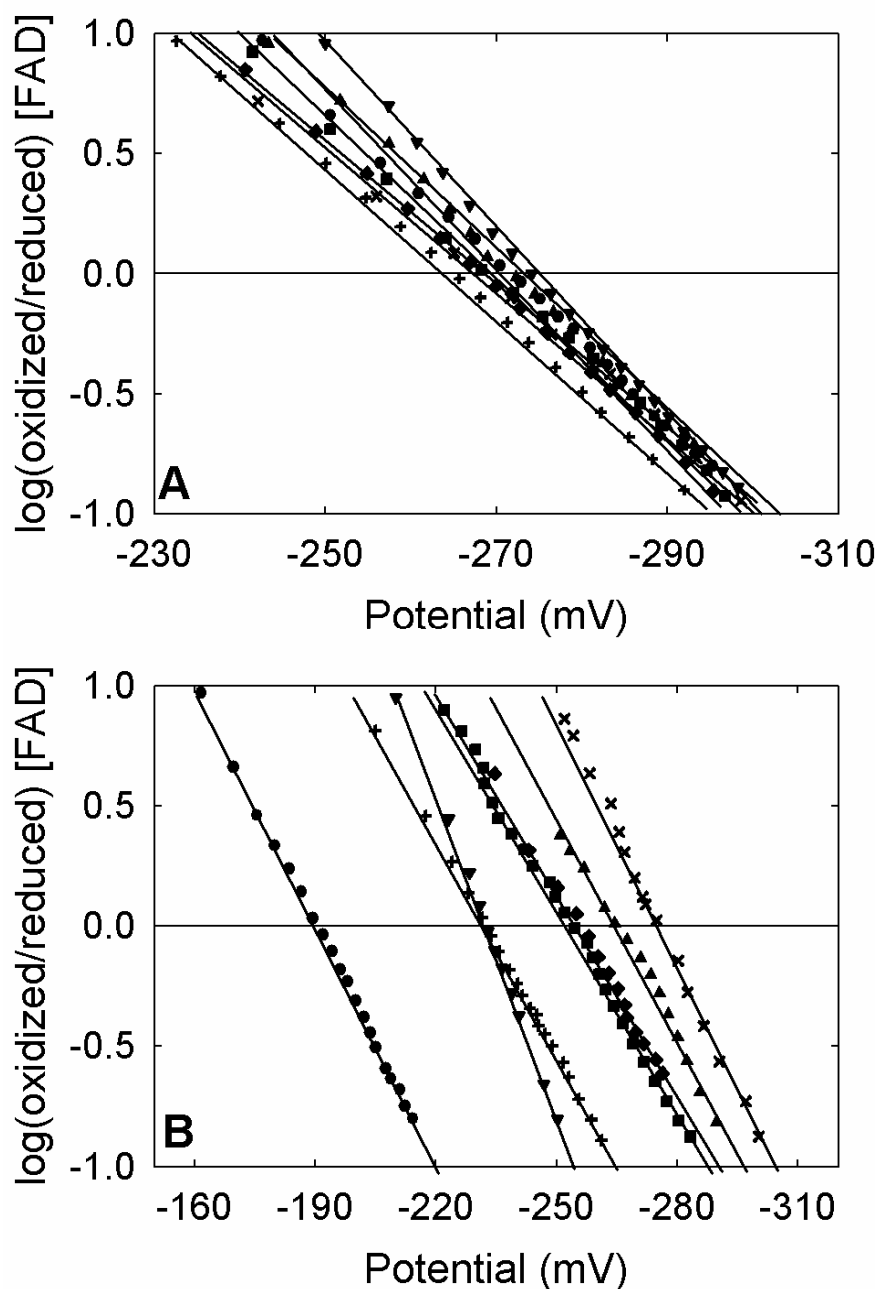 log(oxidized/reduced) [FAD]
1.0
0.5
0.0
-0.5
-1.0
A
-230 -250 -270 -290 -310
Potential (mV)
log(oxidized/reduced) [FAD]
1.0
0.5
0.0
-0.5
-1.0
B
-160 -190 -220 -250 -280 -310
Potential (mV)